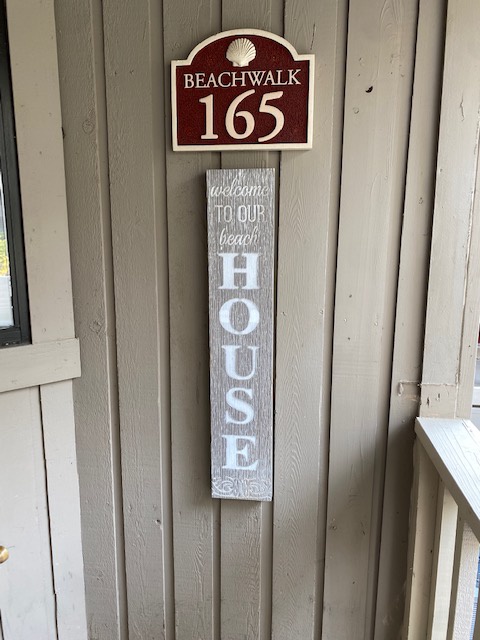 BEACHWALK
165
welcome
TO OUR
beach
HOUSE